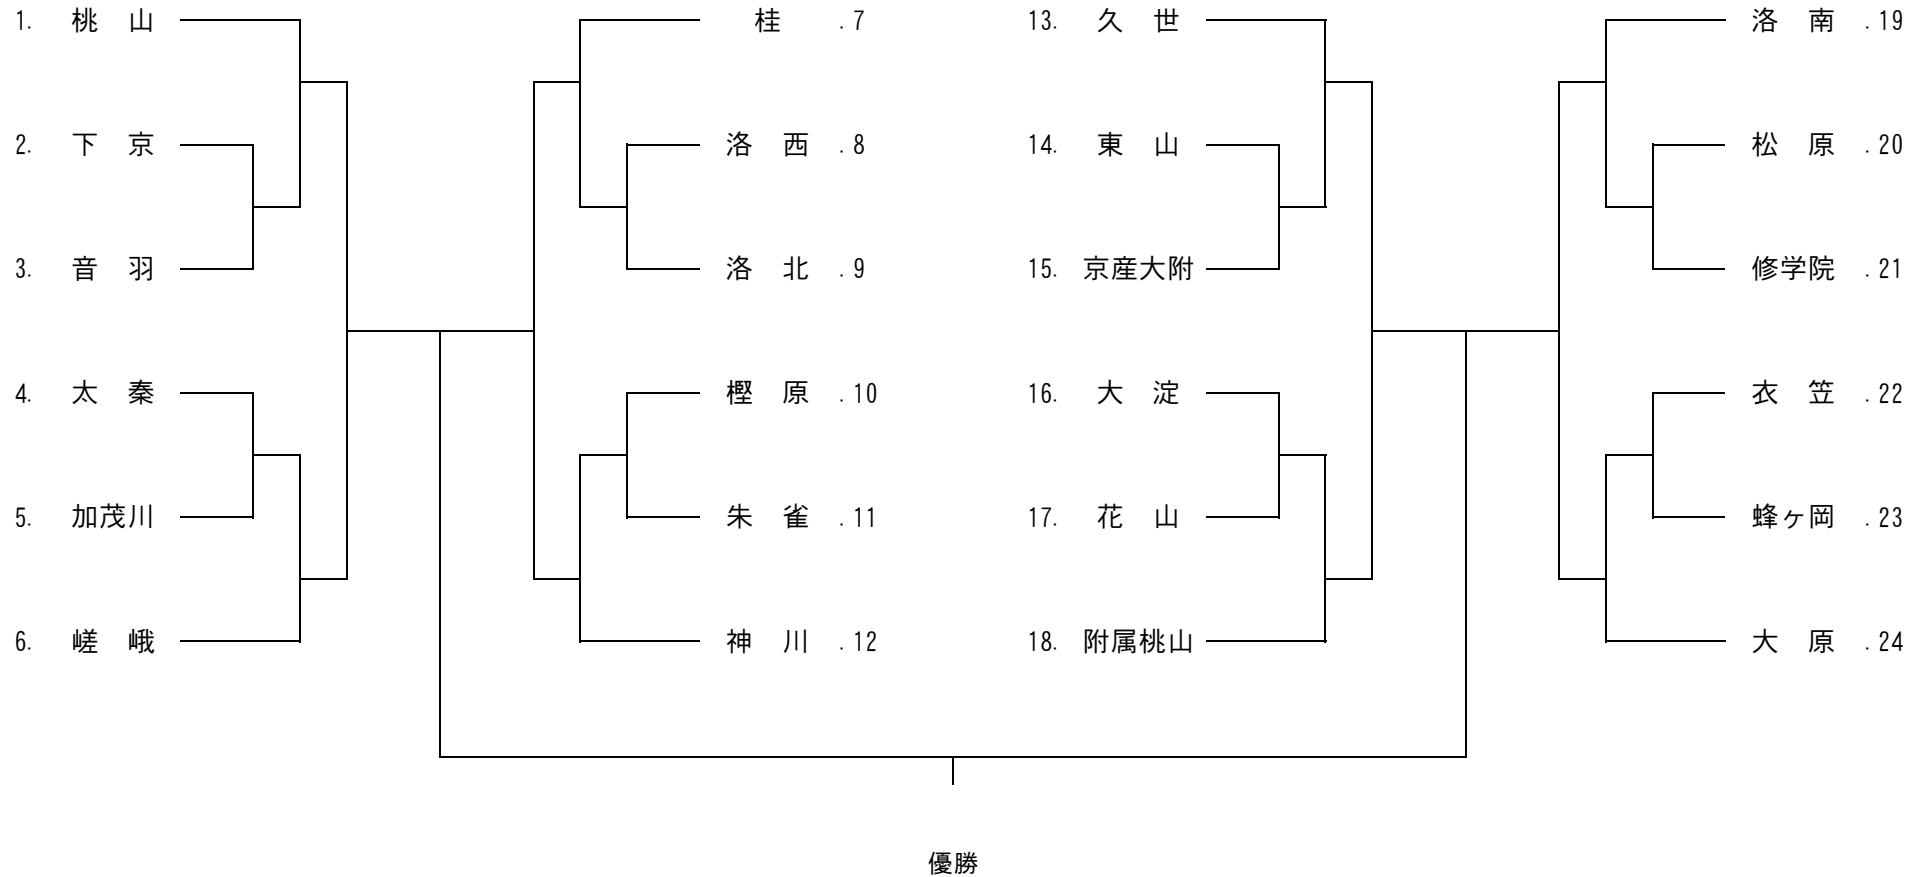 1. 桃 山
2. 下 京
3. 音 羽
4. 太 秦
5. 加茂川
6. 嵯 峨
桂 . 7
洛 西 . 8
洛 北 . 9
樫 原 . 10
朱 雀 . 11
神 川 . 12
13. 久 世
14. 東 山
15. 京産大附
16. 大 淀
17. 花 山
18. 附属桃山
洛 南 . 19
松 原 . 20
修学院 . 21
衣 笠 . 22
蜂ヶ岡 . 23
大 原 . 24
優勝